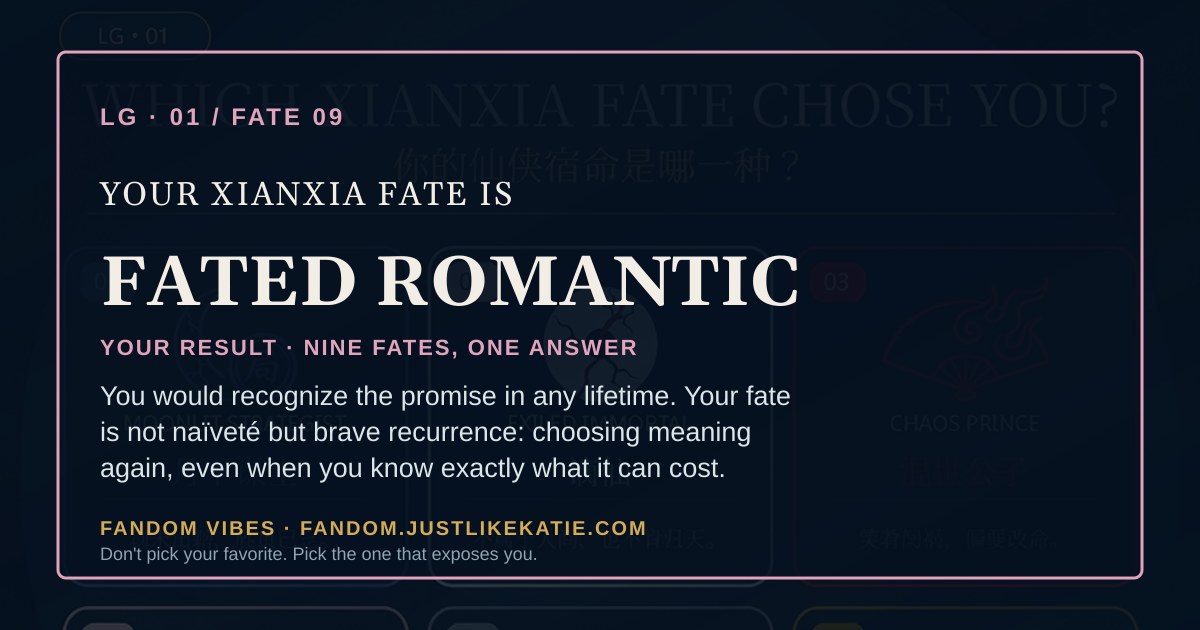 LG · 01
WHICH XIANXIA FATE CHOSE YOU?
LG · 01 / FATE 09
你的仙侠宿命是哪一种？
YOUR XIANXIA FATE IS
FATED ROMANTIC
03
YOUR RESULT · NINE FATES, ONE ANSWER
You would recognize the promise in any lifetime. Your fate
MOONLIT STRATEGIST
EXILED IMMORTAL
CHAOS PRINCE
is not naïveté but brave recurrence: choosing meaning
again, even when you know exactly what it can cost.
FANDOM VIBES · FANDOM.JUSTLIKEKATIE.COM
Don't pick your favorite. Pick the one that exposes you.